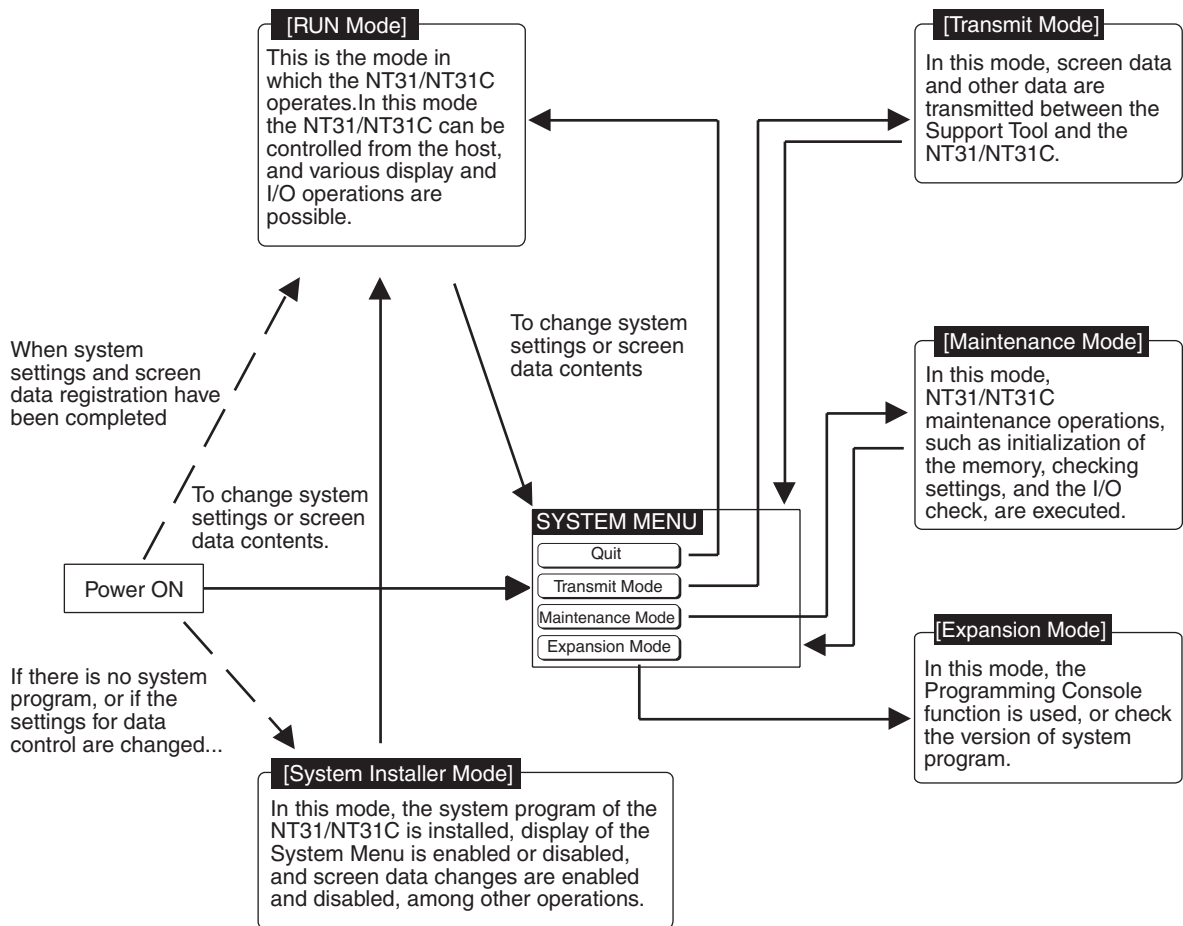 [RUN Mode]
This is the mode in
which the NT31/NT31C
operates.In this mode
the NT31/NT31C can be
controlled from the host,
and various display and
I/O operations are
possible.
[Transmit Mode]
In this mode, screen data
and other data are
transmitted between the
Support Tool and the
NT31/NT31C.
When system
settings and screen
data registration have
been completed
To change system
settings or screen
data contents
[Maintenance Mode]
In this mode,
NT31/NT31C
maintenance operations,
such as initialization of
the memory, checking
settings, and the I/O
check, are executed.
To change system
settings or screen
data contents.
Power ON
SYSTEM MENU
Quit
Transmit Mode
Maintenance Mode
Expansion Mode
[Expansion Mode]
In this mode, the
Programming Console
function is used, or check
the version of system
program.
If there is no system
program, or if the
settings for data
control are changed...
[System Installer Mode]
In this mode, the system program of the
NT31/NT31C is installed, display of the
System Menu is enabled or disabled,
and screen data changes are enabled
and disabled, among other operations.